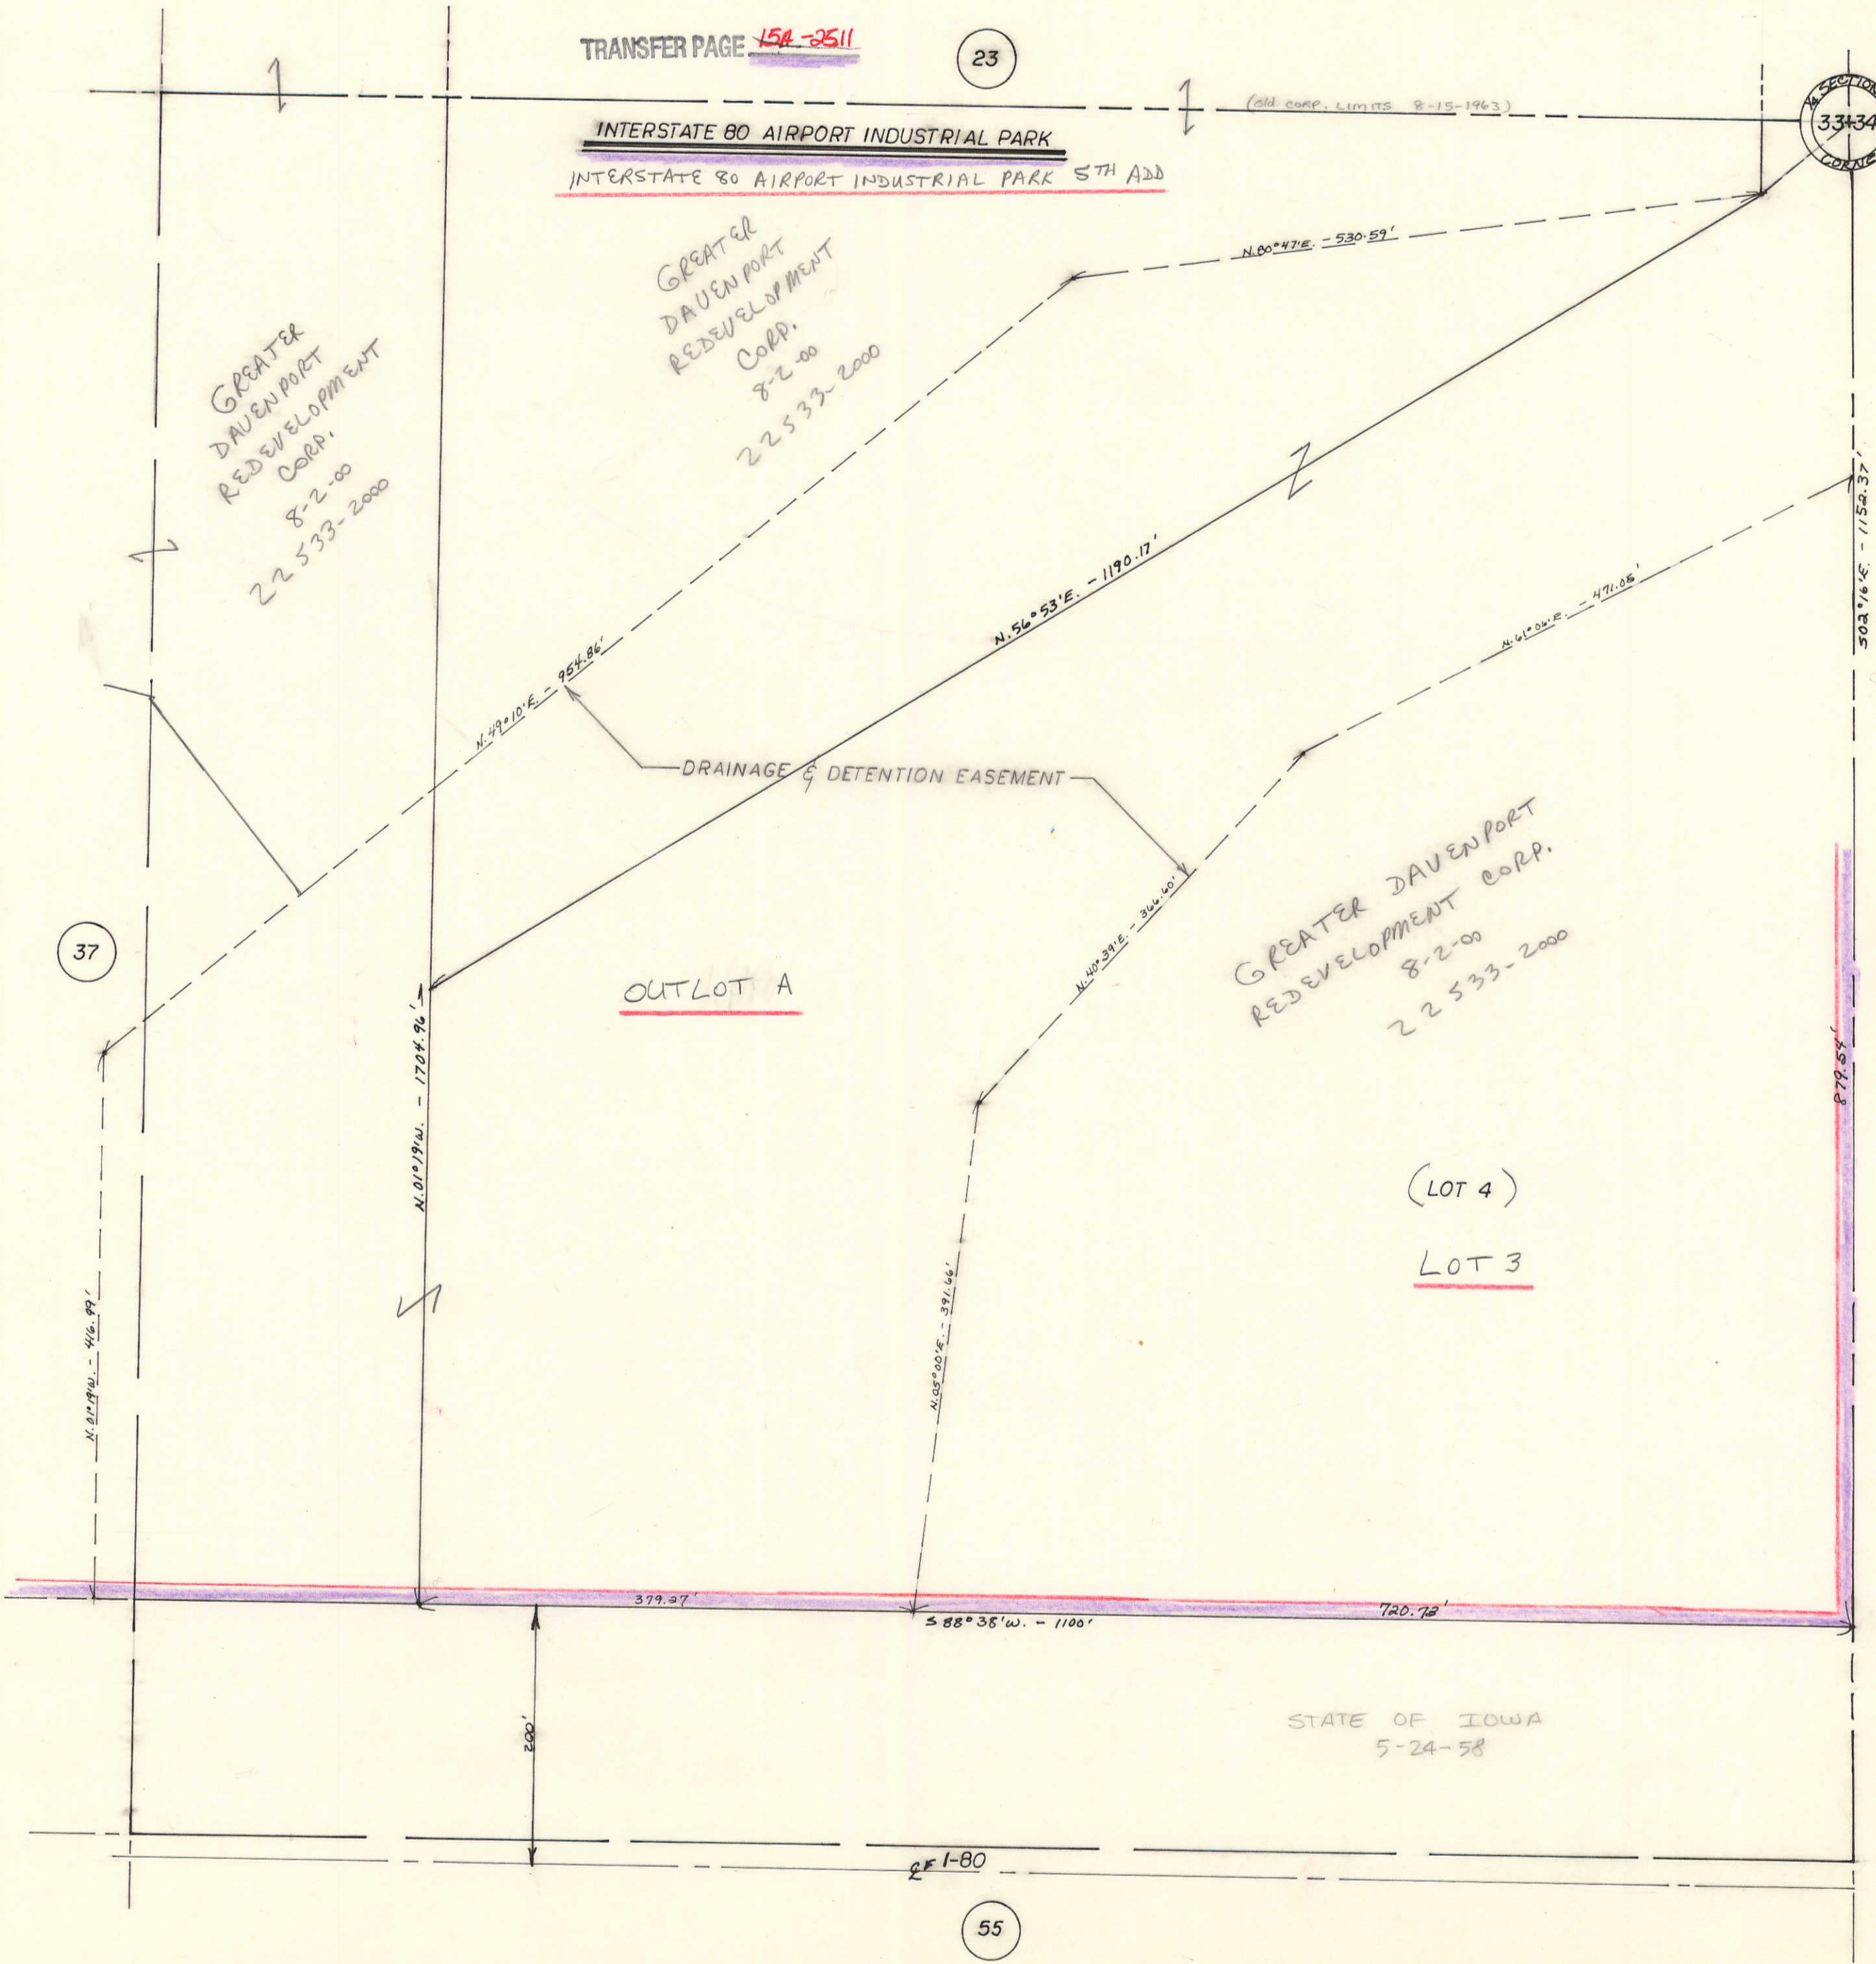 TRANSFER PAGE 15A-2511
23
(Old CORP. LIMITS 8-15-1963)
1/4 SECTION
33+34
CORNE
INTERSTATE 80 AIRPORT INDUSTRIAL PARK
INTERSTATE 80 AIRPORT INDUSTRIAL PARK 5TH ADD
GREATER
DAVENPORT
REDEVELOPMENT
CORP.
8-2-00
22533-2000
GREATER
DAVENPORT
REDEVELOPMENT
CORP.
8-2-00
22533-2000
N.80°47'E. - 530.59'
S02°16'E. - 1152.37'
N.56°53'E. - 1190.17'
N.61°06'E. - 471.05'
N.49°10'E. - 954.86'
DRAINAGE & DETENTION EASEMENT
GREATER DAVENPORT
REDEVELOPMENT CORP.
8-2-00
22533-2000
N.40°39'E. - 366.60'
37
OUTLOT A
N.01°19'W. - 1704.96'
879.54'
(LOT 4)
LOT 3
N.05°00'E. - 391.66'
N.01°19'W. - 416.99'
379.27'
720.73'
S 88°38'W. - 1100'
200'
STATE OF IOWA
5-24-58
I-80
55